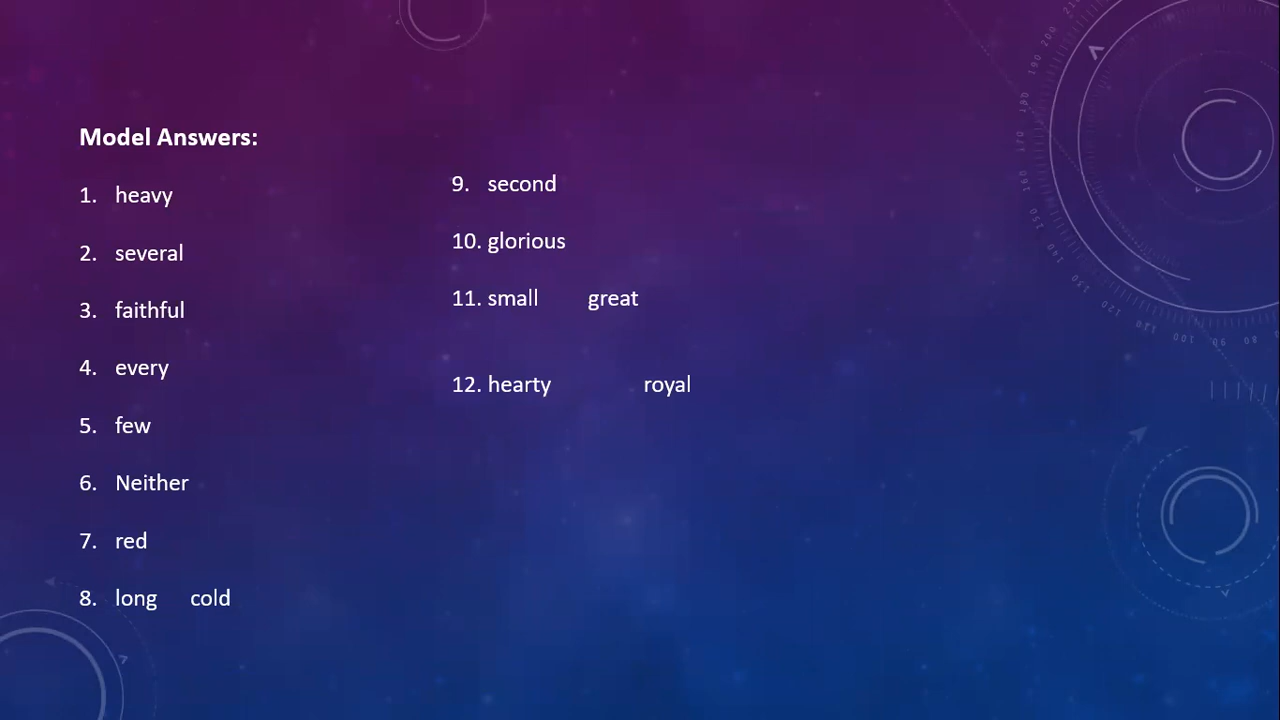 Model Answers:
1. heavy
2. several
3. faithful
4. every
5. few
6. Neither
7. red
8. long cold
9. second
10. glorious
11. small great
12. hearty royal